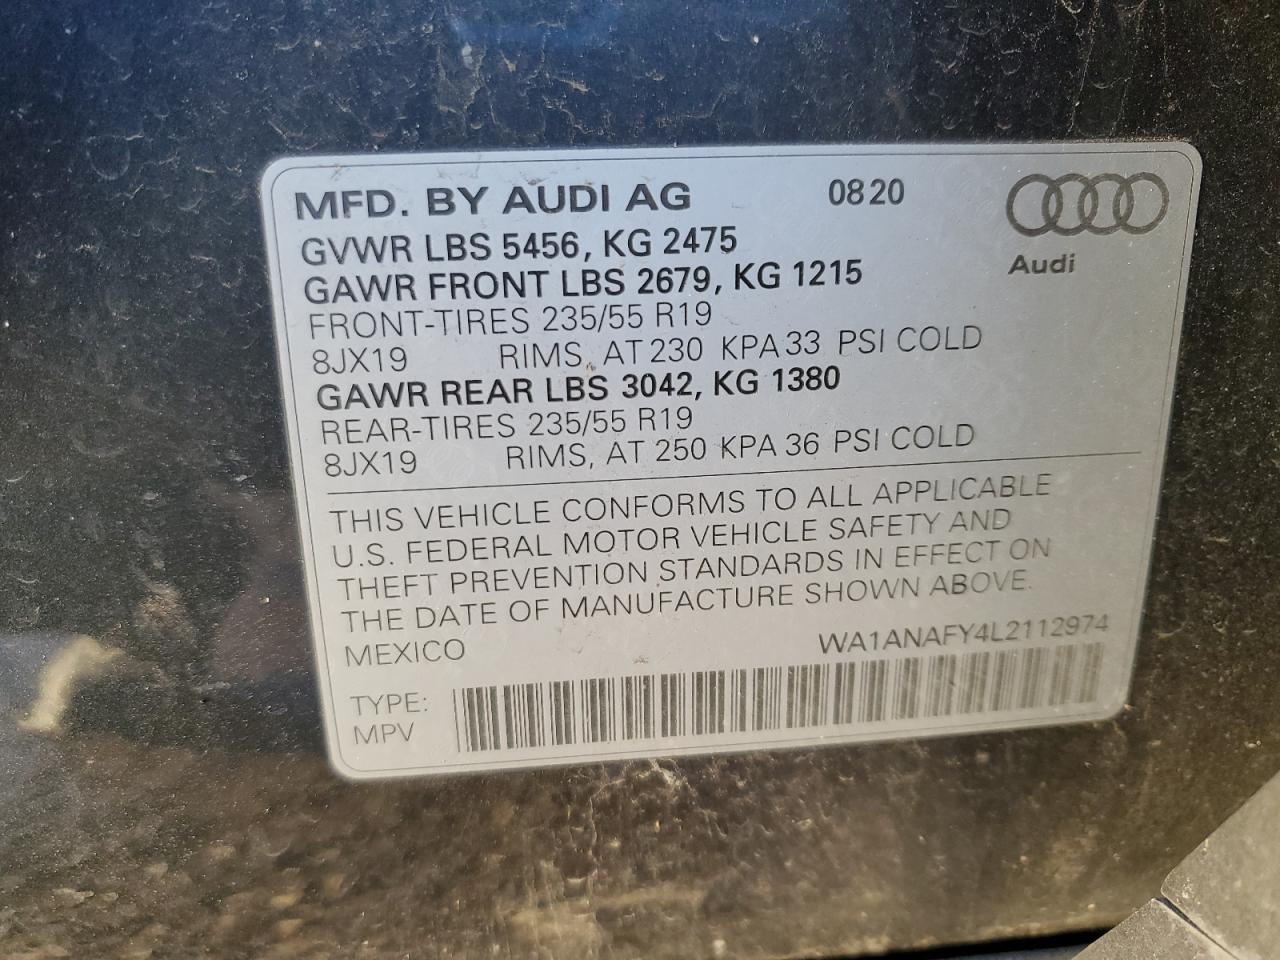 MFD. BY AUDI AG 0820
Audi
GVWR LBS 5456, KG 2475
GAWR FRONT LBS 2679, KG 1215
FRONT-TIRES 235/55 R19
8JX19 RIMS, AT 230 KPA 33 PSI COLD
GAWR REAR LBS 3042, KG 1380
REAR-TIRES 235/55 R19
8JX19 RIMS, AT 250 KPA 36 PSI COLD
THIS VEHICLE CONFORMS TO ALL APPLICABLE
U.S. FEDERAL MOTOR VEHICLE SAFETY AND
THEFT PREVENTION STANDARDS IN EFFECT ON
THE DATE OF MANUFACTURE SHOWN ABOVE.
MEXICO WA1ANAFY4L2112974
TYPE:
MPV